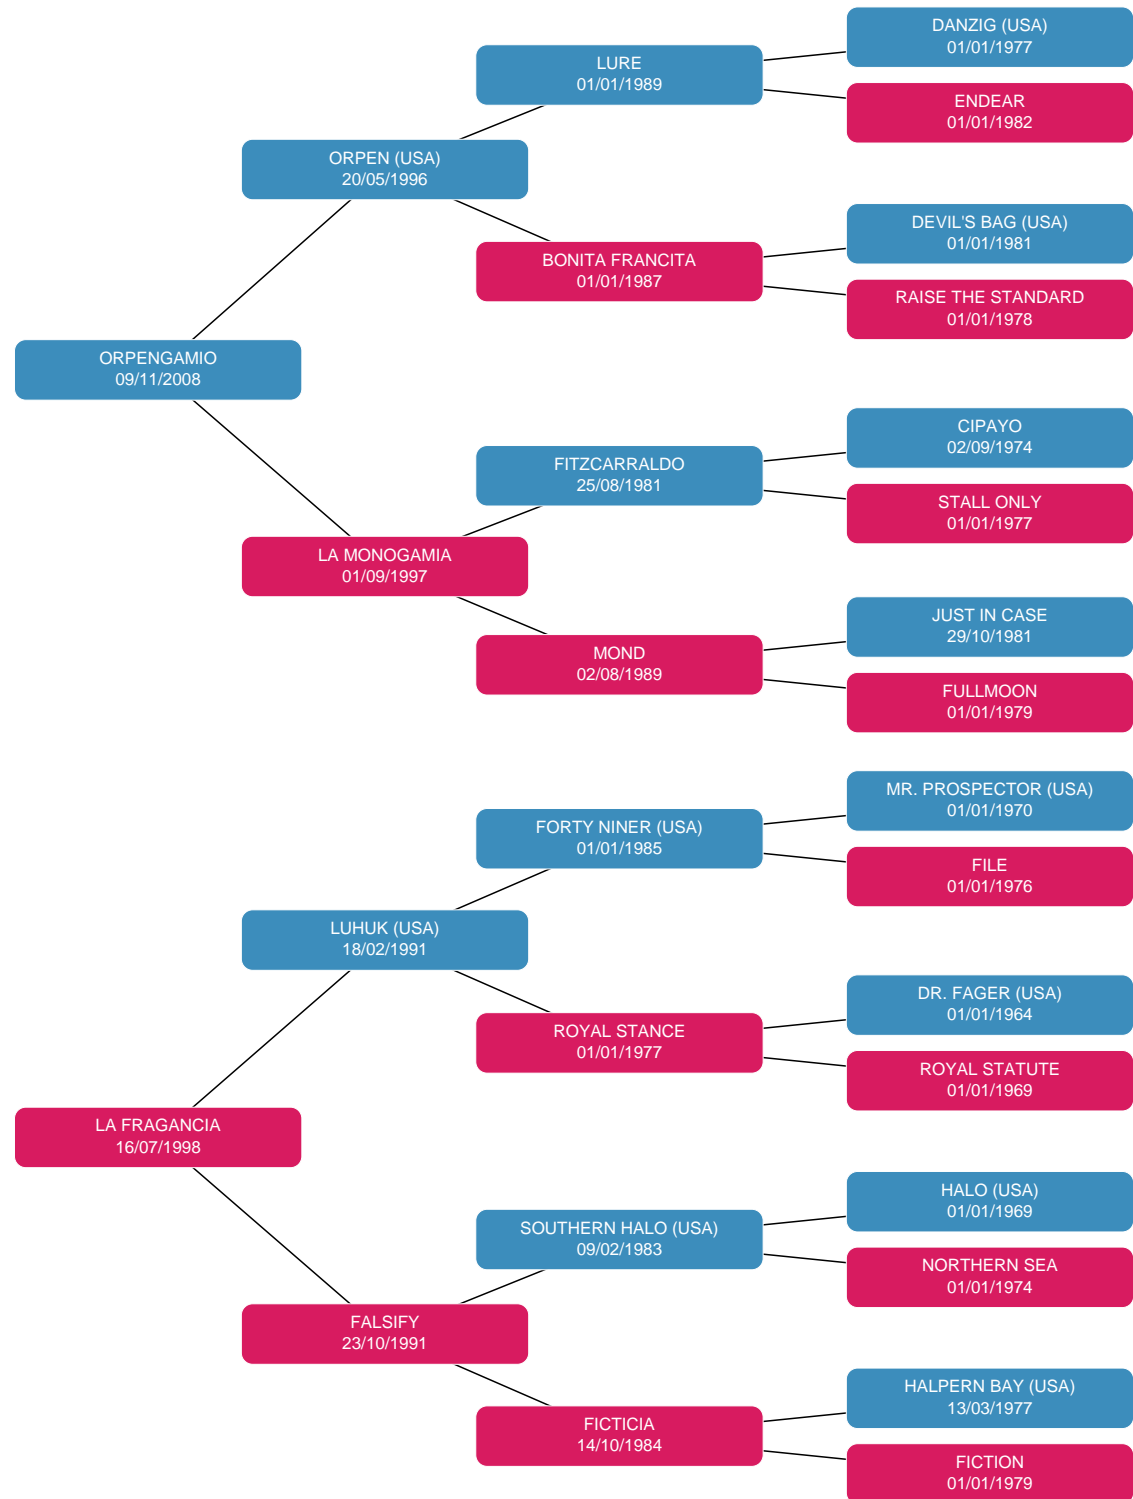 DANZIG (USA)
01/01/1977
LURE
01/01/1989
ENDEAR
01/01/1982
ORPEN (USA)
20/05/1996
DEVIL'S BAG (USA)
01/01/1981
BONITA FRANCITA
01/01/1987
RAISE THE STANDARD
01/01/1978
ORPENGAMIO
09/11/2008
CIPAYO
02/09/1974
FITZCARRALDO
25/08/1981
STALL ONLY
01/01/1977
LA MONOGAMIA
01/09/1997
JUST IN CASE
29/10/1981
MOND
02/08/1989
FULLMOON
01/01/1979
MR. PROSPECTOR (USA)
01/01/1970
FORTY NINER (USA)
01/01/1985
FILE
01/01/1976
LUHUK (USA)
18/02/1991
DR. FAGER (USA)
01/01/1964
ROYAL STANCE
01/01/1977
ROYAL STATUTE
01/01/1969
LA FRAGANCIA
16/07/1998
HALO (USA)
01/01/1969
SOUTHERN HALO (USA)
09/02/1983
NORTHERN SEA
01/01/1974
FALSIFY
23/10/1991
HALPERN BAY (USA)
13/03/1977
FICTICIA
14/10/1984
FICTION
01/01/1979